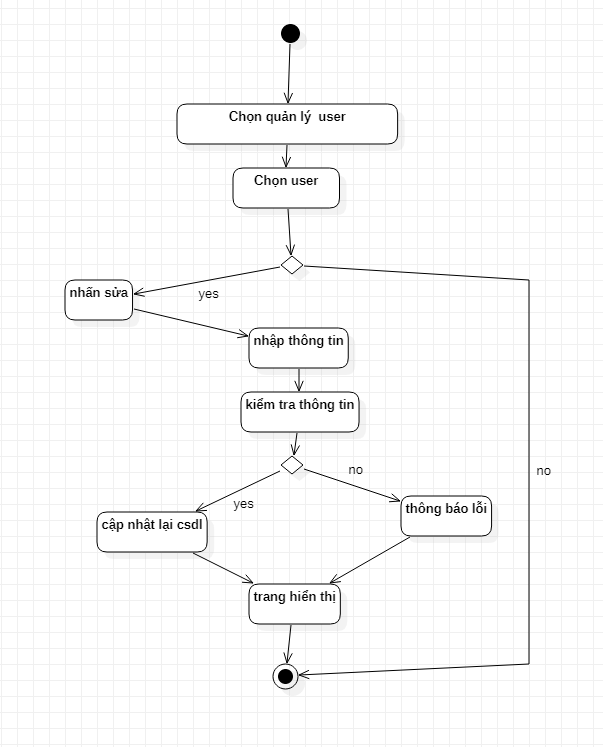 Chọn quản lý  user
Chọn user
nhấn sửa
yes
nhập thông tin
kiểm tra thông tin
no
no
yes
thông báo lỗi
cập nhật lại csdl
trang hiển thị